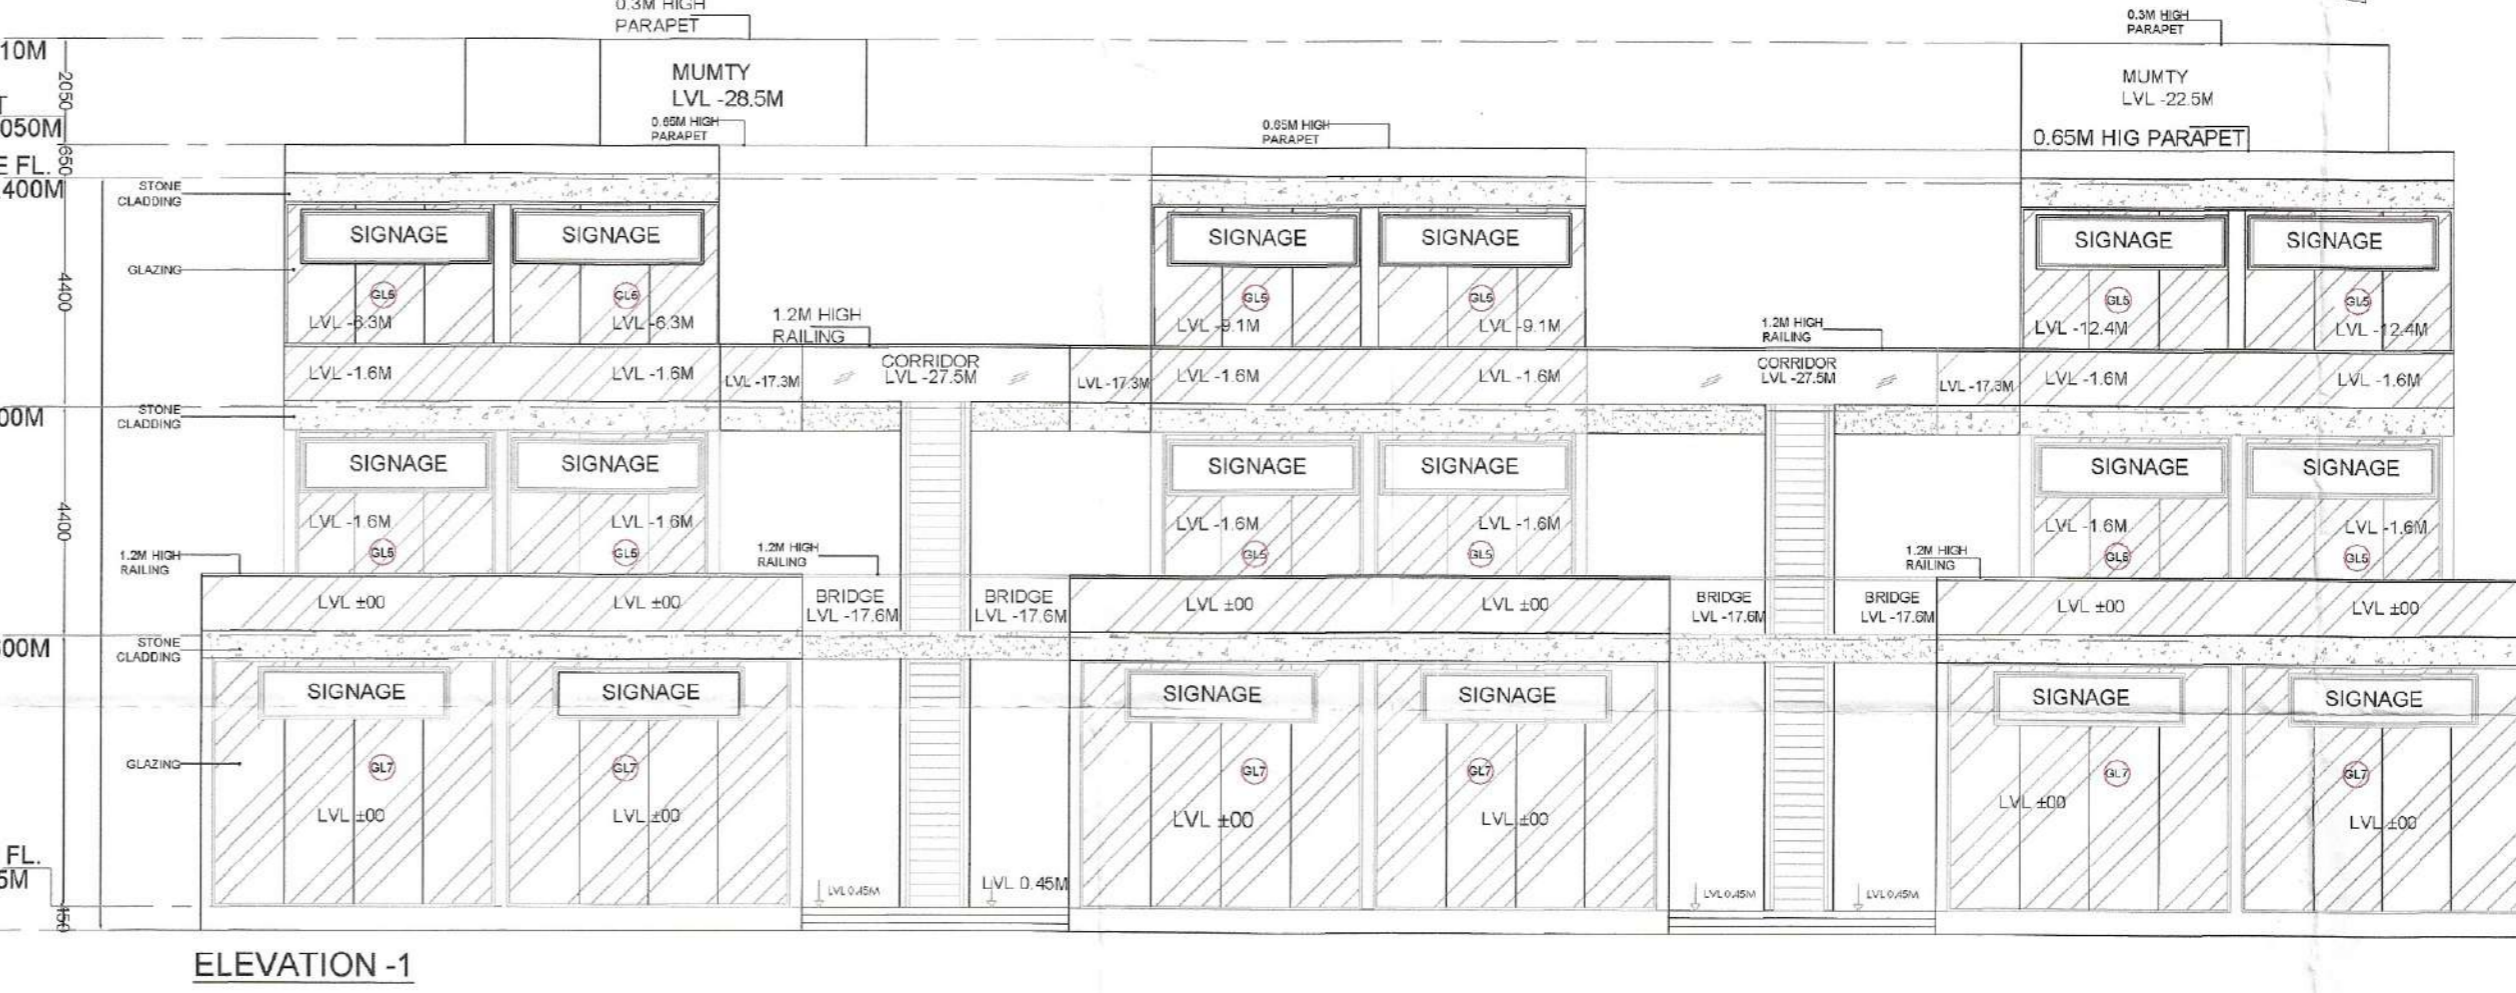 0.3M HIGH
PARAPET
0.3M HIGH
PARAPET
10M
2050
MUMTY
LVL -28.5M
MUMTY
LVL -22.5M
050M
0.65M HIGH
PARAPET
0.65M HIGH
PARAPET
0.65M HIG PARAPET
650
E FL.
400M
STONE
CLADDING
SIGNAGE
SIGNAGE
SIGNAGE
SIGNAGE
SIGNAGE
SIGNAGE
GLAZING
4400
GL5
GL6
GL5
GL5
GL5
GL5
LVL -6.3M
LVL -6.3M
1.2M HIGH
RAILING
LVL -9.1M
LVL -9.1M
1.2M HIGH
RAILING
LVL -12.4M
LVL -12.4M
LVL -1.6M
LVL -1.6M
LVL -17.3M
CORRIDOR
LVL -27.5M
LVL -17.3M
LVL -1.6M
LVL -1.6M
CORRIDOR
LVL -27.5M
LVL -17.3M
LVL -1.6M
LVL -1.6M
00M
STONE
CLADDING
SIGNAGE
SIGNAGE
SIGNAGE
SIGNAGE
SIGNAGE
SIGNAGE
4400
LVL -1.6M
LVL -1.6M
LVL -1.6M
LVL -1.6M
LVL -1.6M
LVL -1.6M
GL5
GL5
GL5
GL5
GL5
1.2M HIGH
RAILING
1.2M HIGH
RAILING
1.2M HIGH
RAILING
LVL ±00
LVL ±00
BRIDGE
LVL -17.6M
BRIDGE
LVL -17.6M
LVL ±00
LVL ±00
BRIDGE
LVL -17.6M
BRIDGE
LVL -17.6M
LVL ±00
LVL ±00
00M
STONE
CLADDING
SIGNAGE
SIGNAGE
SIGNAGE
SIGNAGE
SIGNAGE
SIGNAGE
GLAZING
GL7
GL7
GL7
GL7
GL7
GL7
LVL ±00
LVL ±00
LVL ±00
LVL ±00
LVL ±00
LVL ±00
FL.
5M
LVL 0.45M
LVL 0.45M
LVL 0.45M
LVL 0.45M
450
ELEVATION -1